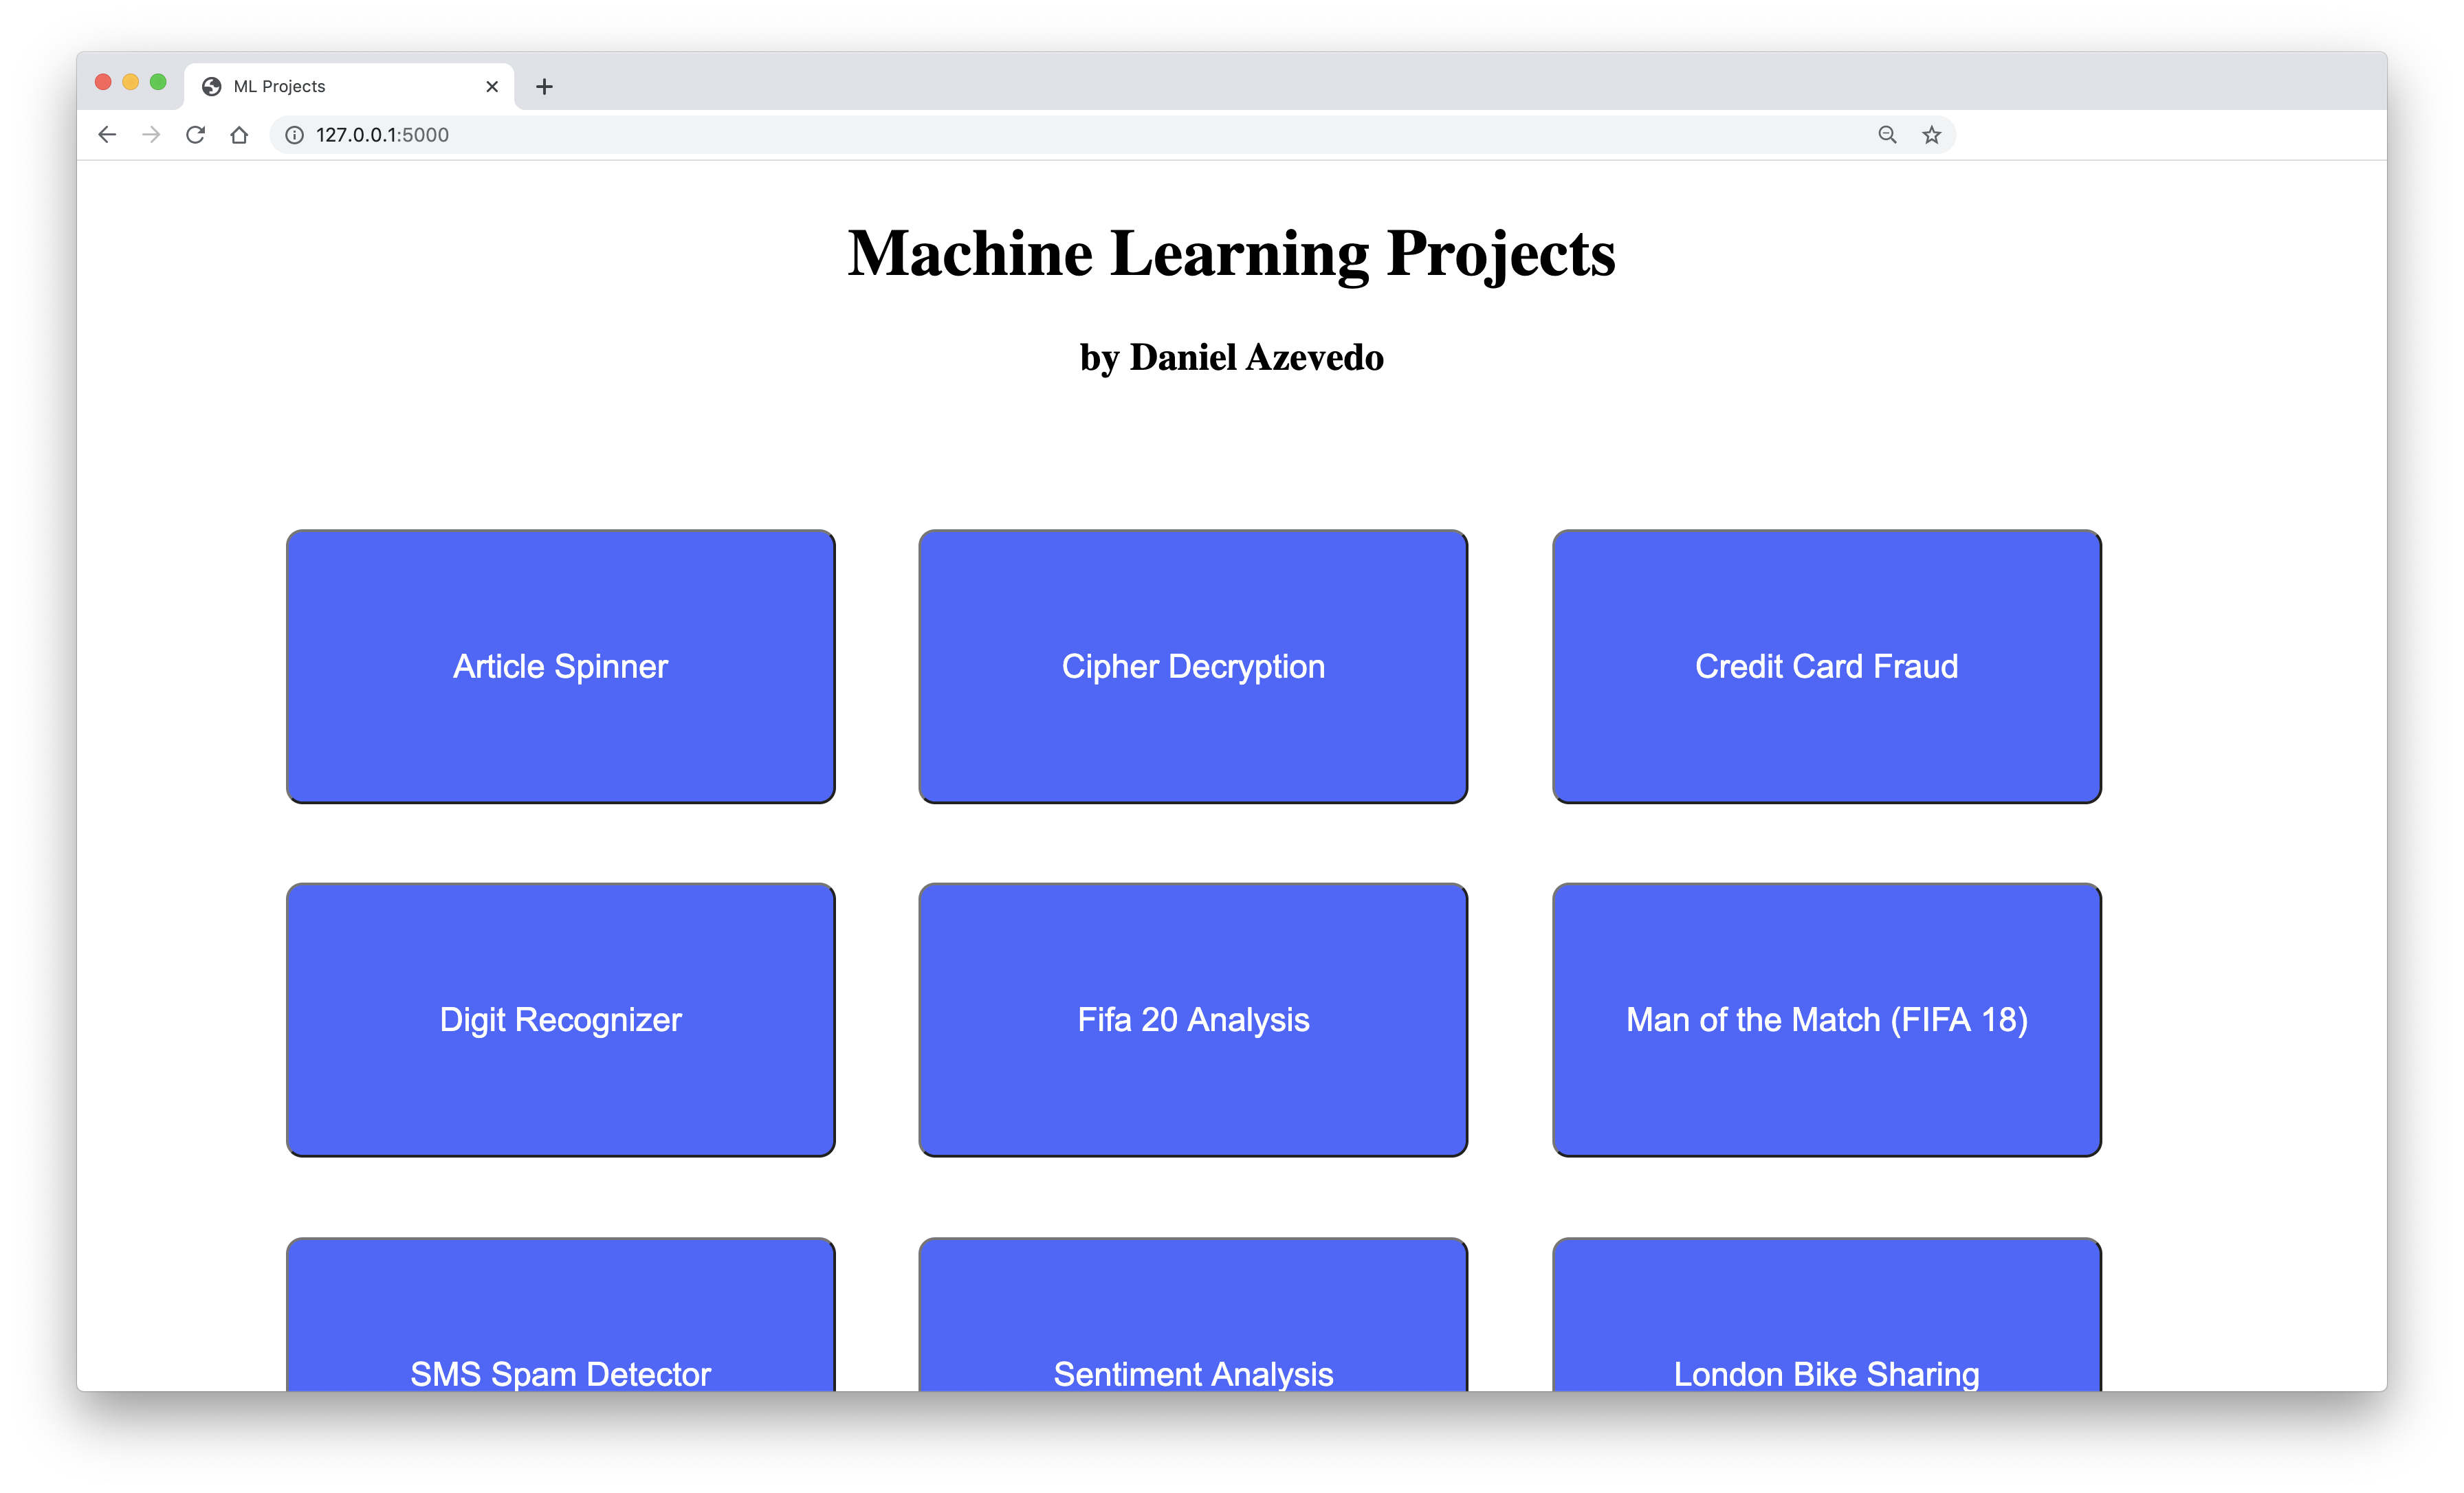 ML Projects
127.0.0.1:5000
Machine Learning Projects
by Daniel Azevedo
Article Spinner
Cipher Decryption
Credit Card Fraud
Digit Recognizer
Fifa 20 Analysis
Man of the Match (FIFA 18)
SMS Spam Detector
Sentiment Analysis
London Bike Sharing